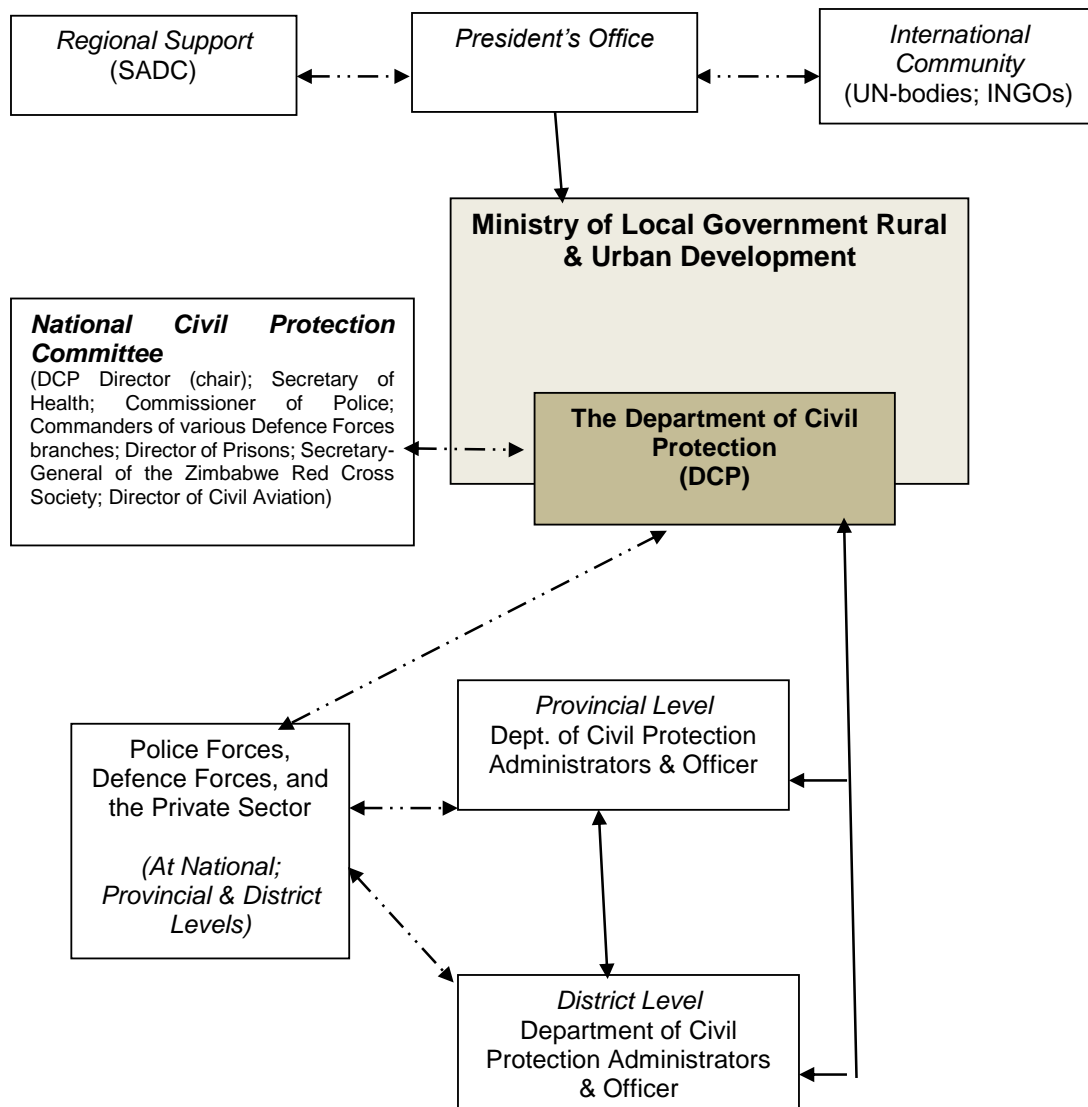 Regional Support
(SADC)
President's Office
International
Community
(UN-bodies; INGOs)
Ministry of Local Government Rural
& Urban Development
National Civil Protection
Committee
(DCP Director (chair); Secretary of
Health; Commissioner of Police;
Commanders of various Defence Forces
branches; Director of Prisons; Secretary-
General of the Zimbabwe Red Cross
Society; Director of Civil Aviation)
The Department of Civil
Protection
(DCP)
Provincial Level
Dept. of Civil Protection
Administrators & Officer
Police Forces,
Defence Forces, and
the Private Sector
(At National;
Provincial & District
Levels)
District Level
Department of Civil
Protection Administrators
& Officer